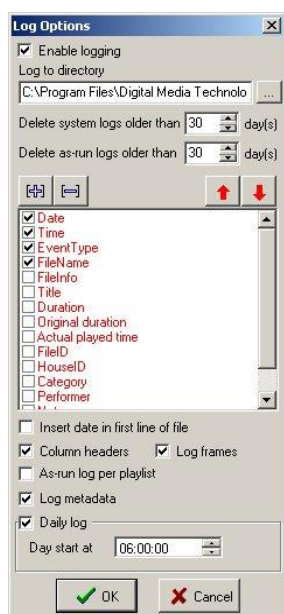 Log Options
Enable logging
Log to directory
C:\Program Files\Digital Media Technolo ...
Delete system logs older than 30 day(s)
Delete as-run logs older than 30 day(s)
Date
Time
EventType
FileName
FileInfo
Title
Duration
Original duration
Actual played time
FileID
HouseID
Category
Performer
Insert date in first line of file
Column headers Log frames
As-run log per playlist
Log metadata
Daily log
Day start at 06:00:00
OK Cancel